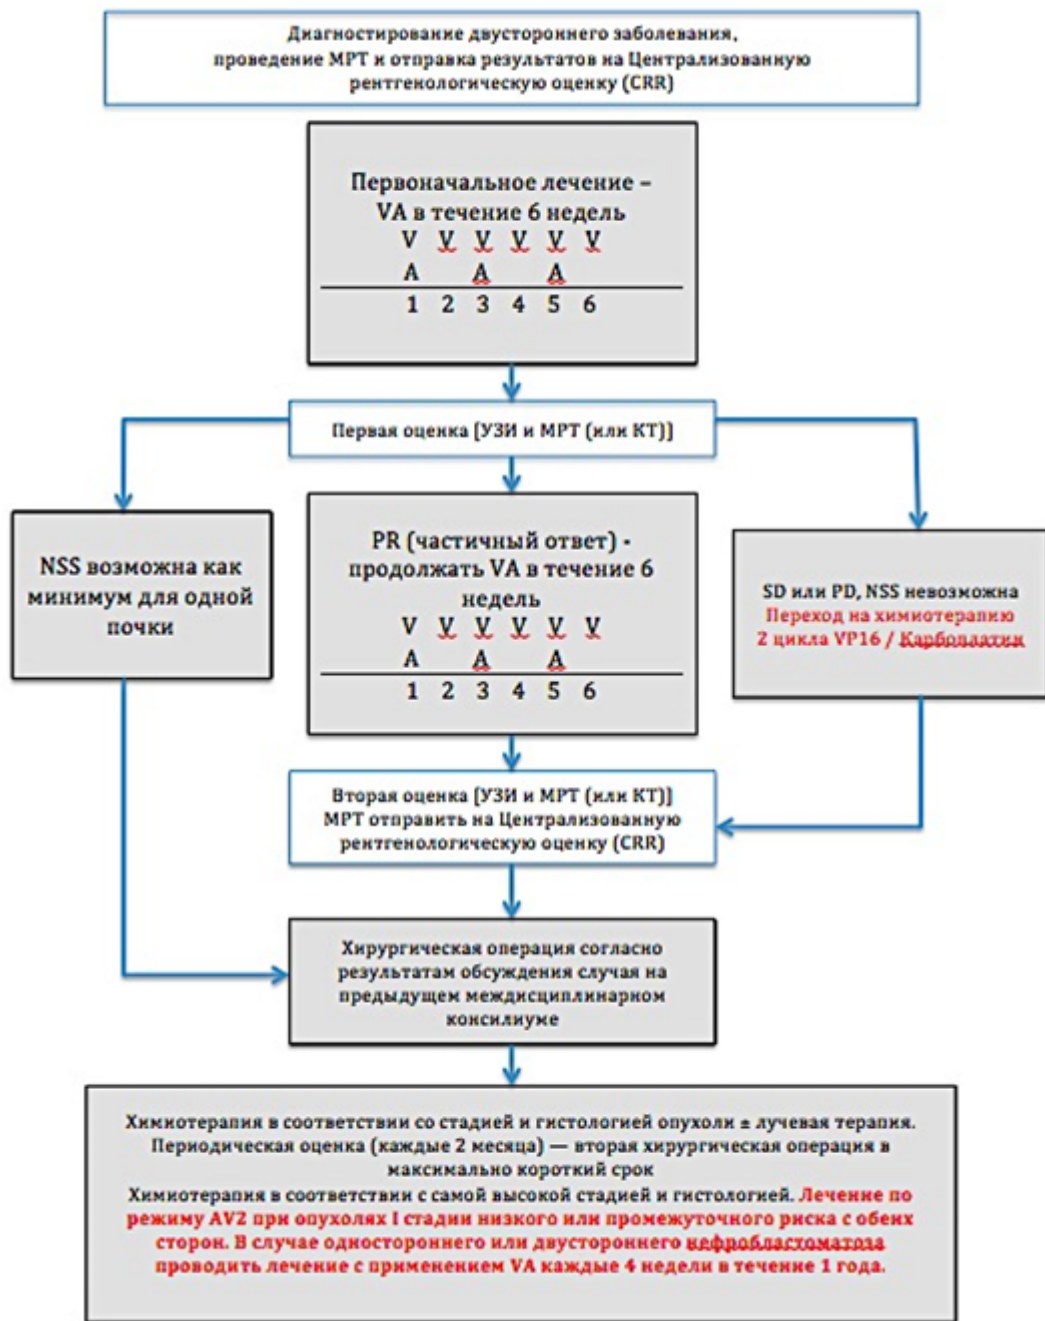 Диагностирование двустороннего заболевания,
проведение МРТ и отправка результатов на Централизованную
рентгенологическую оценку (CRR)
Первоначальное лечение –
VA в течение 6 недель
V V V V V V
A A A
1 2 3 4 5 6
Первая оценка [УЗИ и МРТ (или КТ)]
NSS возможна как
минимум для одной
почки
PR (частичный ответ) -
продолжать VA в течение 6
недель
V V V V V V
A A A
1 2 3 4 5 6
SD или PD, NSS невозможна
Переход на химиотерапию
2 цикла VP16 / Карбоплатин
Вторая оценка [УЗИ и МРТ (или КТ)]
МРТ отправить на Централизованную
рентгенологическую оценку (CRR)
Хирургическая операция согласно
результатам обсуждения случая на
предыдущем междисциплинарном
консилиуме
Химиотерапия в соответствии со стадией и гистологией опухоли ± лучевая терапия.
Периодическая оценка (каждые 2 месяца) — вторая хирургическая операция в
максимально короткий срок
Химиотерапия в соответствии с самой высокой стадией и гистологией. Лечение по
режиму AV2 при опухолях I стадии низкого или промежуточного риска с обеих
сторон. В случае одностороннего или двустороннего нефробластоматоза
проводить лечение с применением VA каждые 4 недели в течение 1 года.